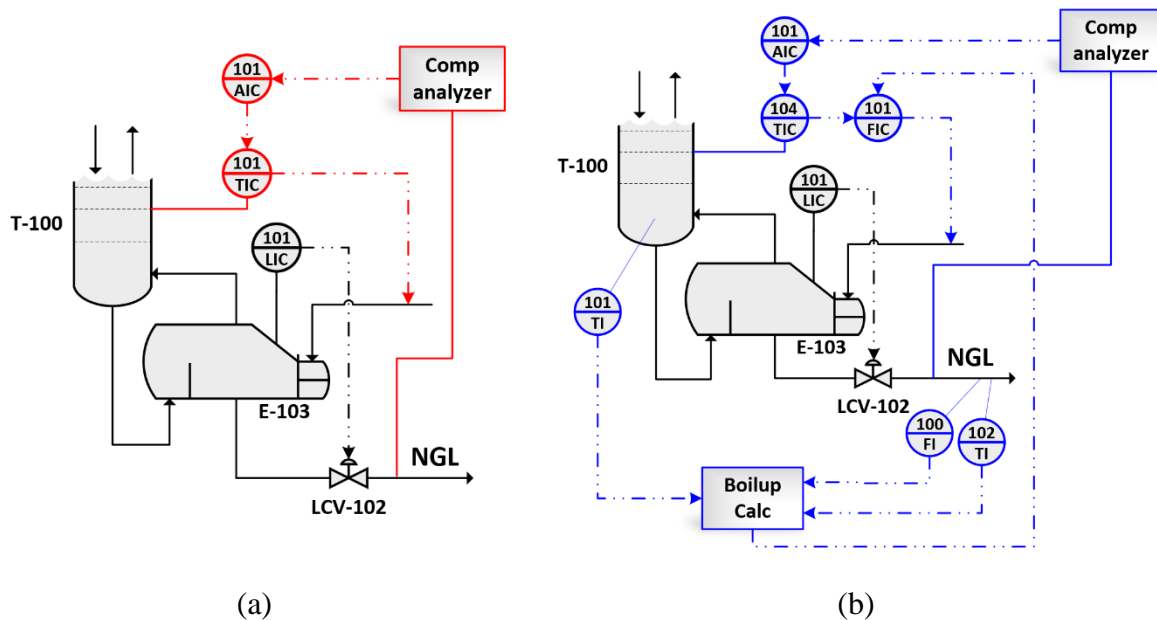 101
AIC
Comp
analyzer
101
TIC
T-100
101
LIC
E-103
NGL
LCV-102
(a)
101
AIC
Comp
analyzer
104
TIC
101
FIC
T-100
101
LIC
101
TI
E-103
NGL
LCV-102
100
FI
102
TI
Boilup
Calc
(b)